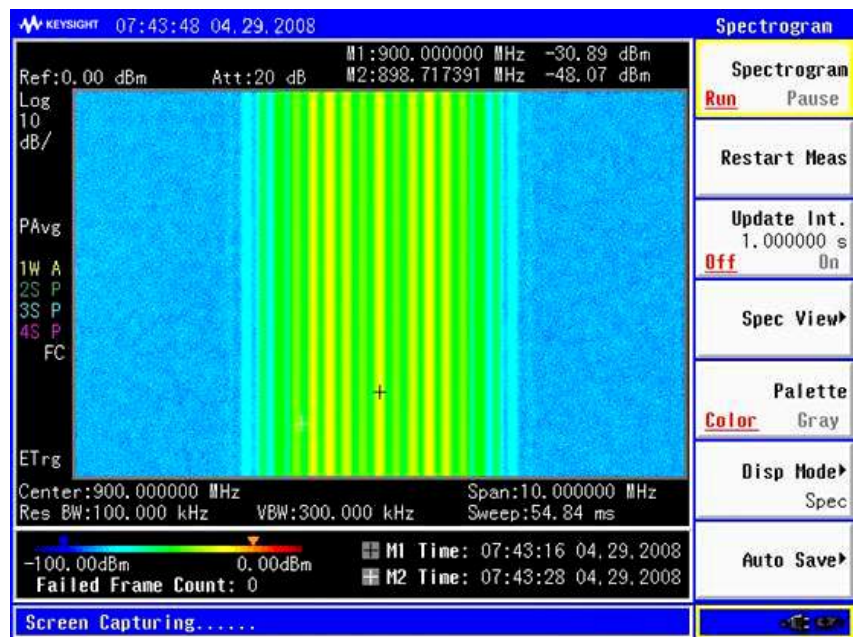 KEYSIGHT 07:43:48 04.29.2008
Spectrogram
M1:900.000000 MHz -30.89 dBm
Ref:0.00 dBm Att:20 dB M2:898.717391 MHz -48.07 dBm
Log
10
dB/
PAvg
1W A
2S P
3S P
4S P
FC
ETrg
Center:900.000000 MHz Span:10.000000 MHz
Res BW:100.000 kHz VBW:300.000 kHz Sweep:54.84 ms
-100.00dBm 0.00dBm
Failed Frame Count: 0
M1 Time: 07:43:16 04.29.2008
M2 Time: 07:43:28 04.29.2008
Screen Capturing......
Spectrogram
Run Pause
Restart Meas
Update Int.
1.000000 s
Off On
Spec View
Palette
Color Gray
Disp Mode
Spec
Auto Save